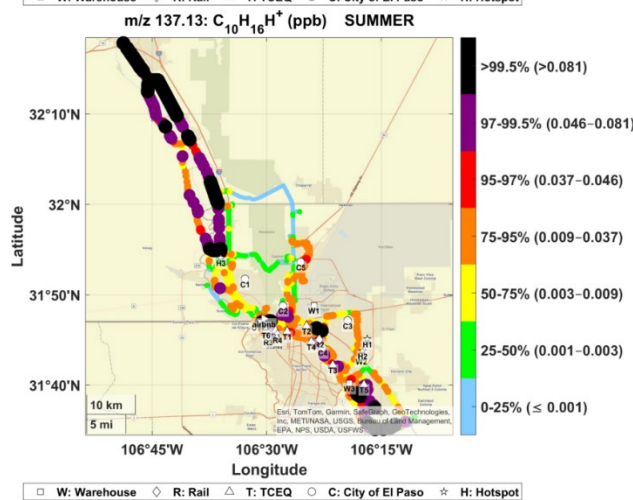 m/z 137.13: C₁₀H₁₆H⁺ (ppb) SUMMER
>99.5% (>0.081)
97-99.5% (0.046-0.081)
95-97% (0.037-0.046)
75-95% (0.009-0.037)
50-75% (0.003-0.009)
25-50% (0.001-0.003)
0-25% (≤ 0.001)
Latitude
32°10'N
32°N
31°50'N
31°40'N
H3
C5
C1
C2
W1
airbnb
C3
T6
T1
T2
R4
T4
H1
C4
H2
T3
W3
T5
10 km
5 mi
Esri, TomTom, Garmin, SafeGraph, GeoTechnologies,
Inc, METI/NASA, USGS, Bureau of Land Management,
EPA, NPS, USDA, USFWS
106°45'W
106°30'W
106°15'W
Longitude
W: Warehouse R: Rail T: TCEQ C: City of El Paso H: Hotspot